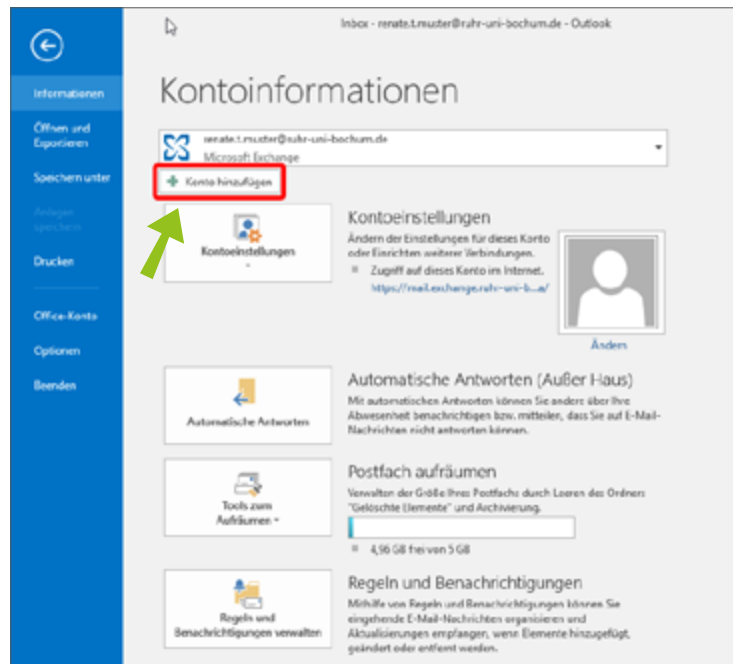 Inbox - renate.t.muster@ruhr-uni-bochum.de - Outlook
Informationen
Öffnen und
Exportieren
Speichern unter
Anlagen
speichern
Drucken
Office-Konto
Optionen
Beenden
Kontoinformationen
renate.t.muster@ruhr-uni-bochum.de
Microsoft Exchange
Konto hinzufügen
Kontoeinstellungen
Kontoeinstellungen
Ändern der Einstellungen für dieses Konto
oder Einrichten weiterer Verbindungen.
Zugriff auf dieses Konto im Internet.
https://mail.exchange.ruhr-uni-b...e/
Ändern
Automatische Antworten
Automatische Antworten (Außer Haus)
Mit automatischen Antworten können Sie andere über Ihre
Abwesenheit benachrichtigen bzw. mitteilen, dass Sie auf E-Mail-
Nachrichten nicht antworten können.
Tools zum
Aufräumen
Postfach aufräumen
Verwalten der Größe Ihres Postfachs durch Leeren des Ordners
"Gelöschte Elemente" und Archivierung.
4,96 GB frei von 5 GB
Regeln und
Benachrichtigungen verwalten
Regeln und Benachrichtigungen
Mithilfe von Regeln und Benachrichtigungen können Sie
eingehende E-Mail-Nachrichten organisieren und
Aktualisierungen empfangen, wenn Elemente hinzugefügt,
geändert oder entfernt werden.